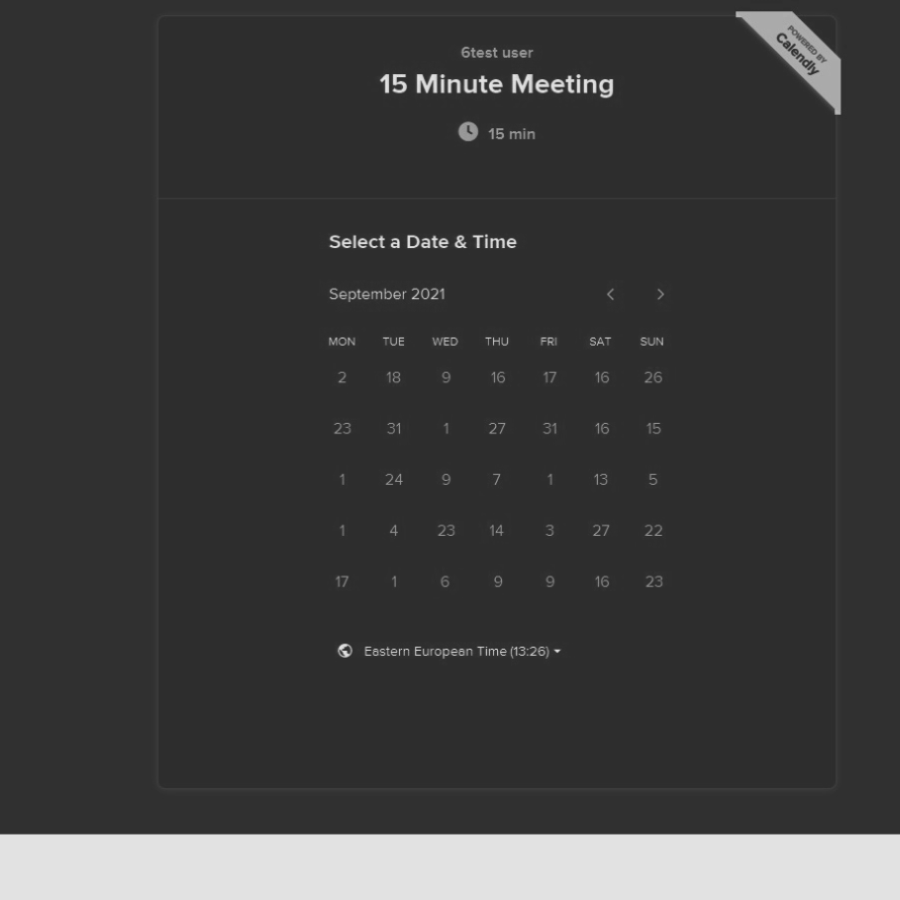 POWERED BY
Calendly
6test user
15 Minute Meeting
15 min
Select a Date & Time
September 2021
MON TUE WED THU FRI SAT SUN
2 18 9 16 17 16 26
23 31 1 27 31 16 15
1 24 9 7 1 13 5
1 4 23 14 3 27 22
17 1 6 9 9 16 23
Eastern European Time (13:26)